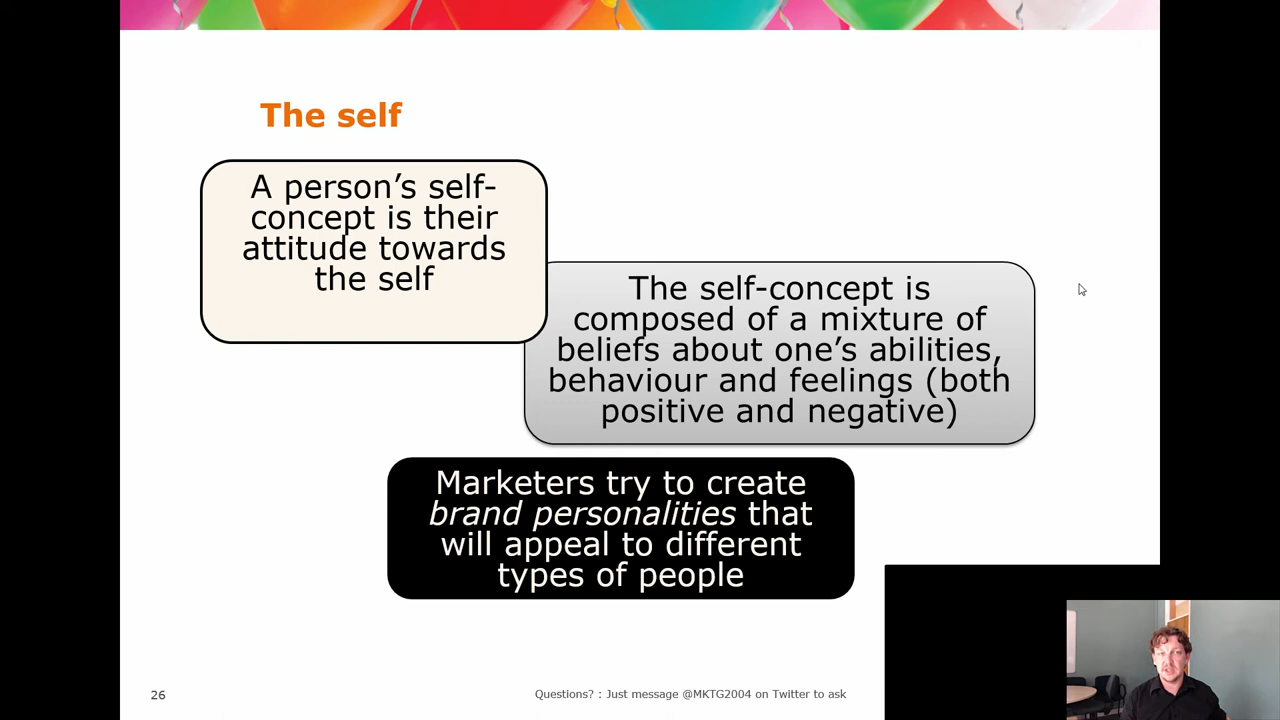 The self
A person’s self-
concept is their
attitude towards
the self
The self-concept is
composed of a mixture of
beliefs about one’s abilities,
behaviour and feelings (both
positive and negative)
Marketers try to create
brand personalities that
will appeal to different
types of people
26
Questions? : Just message @MKTG2004 on Twitter to ask